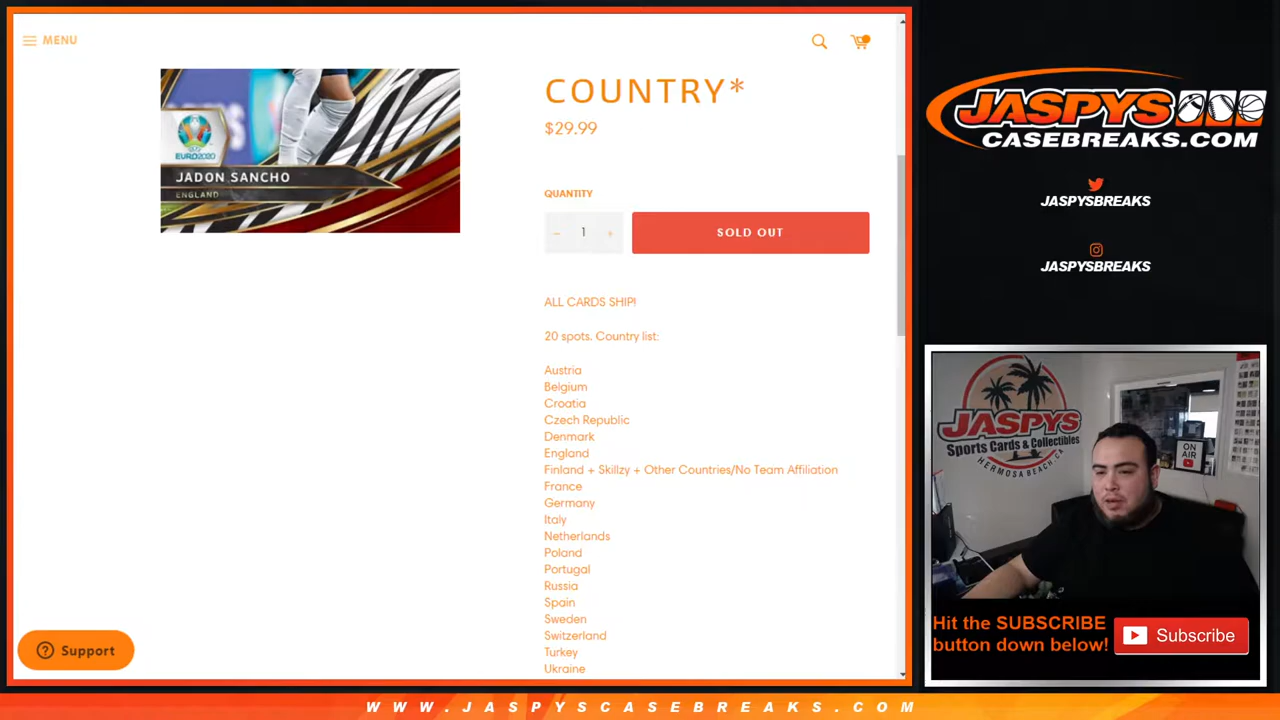 MENU
COUNTRY*
$29.99
EURO2020
JADON SANCHO
ENGLAND
QUANTITY
− 1 +
SOLD OUT
ALL CARDS SHIP!
20 spots. Country list:
Austria
Belgium
Croatia
Czech Republic
Denmark
England
Finland + Skillzy + Other Countries/No Team Affiliation
France
Germany
Italy
Netherlands
Poland
Portugal
Russia
Spain
Sweden
Switzerland
Turkey
Ukraine
Support
JASPYS
CASEBREAKS.COM
JASPYSBREAKS
JASPYSBREAKS
JASPYS
Sports Cards & Collectibles
HERMOSA BEACH, CA
ON
AIR
Hit the SUBSCRIBE
button down below!
Subscribe
WWW.JASPYSCASEBREAKS.COM